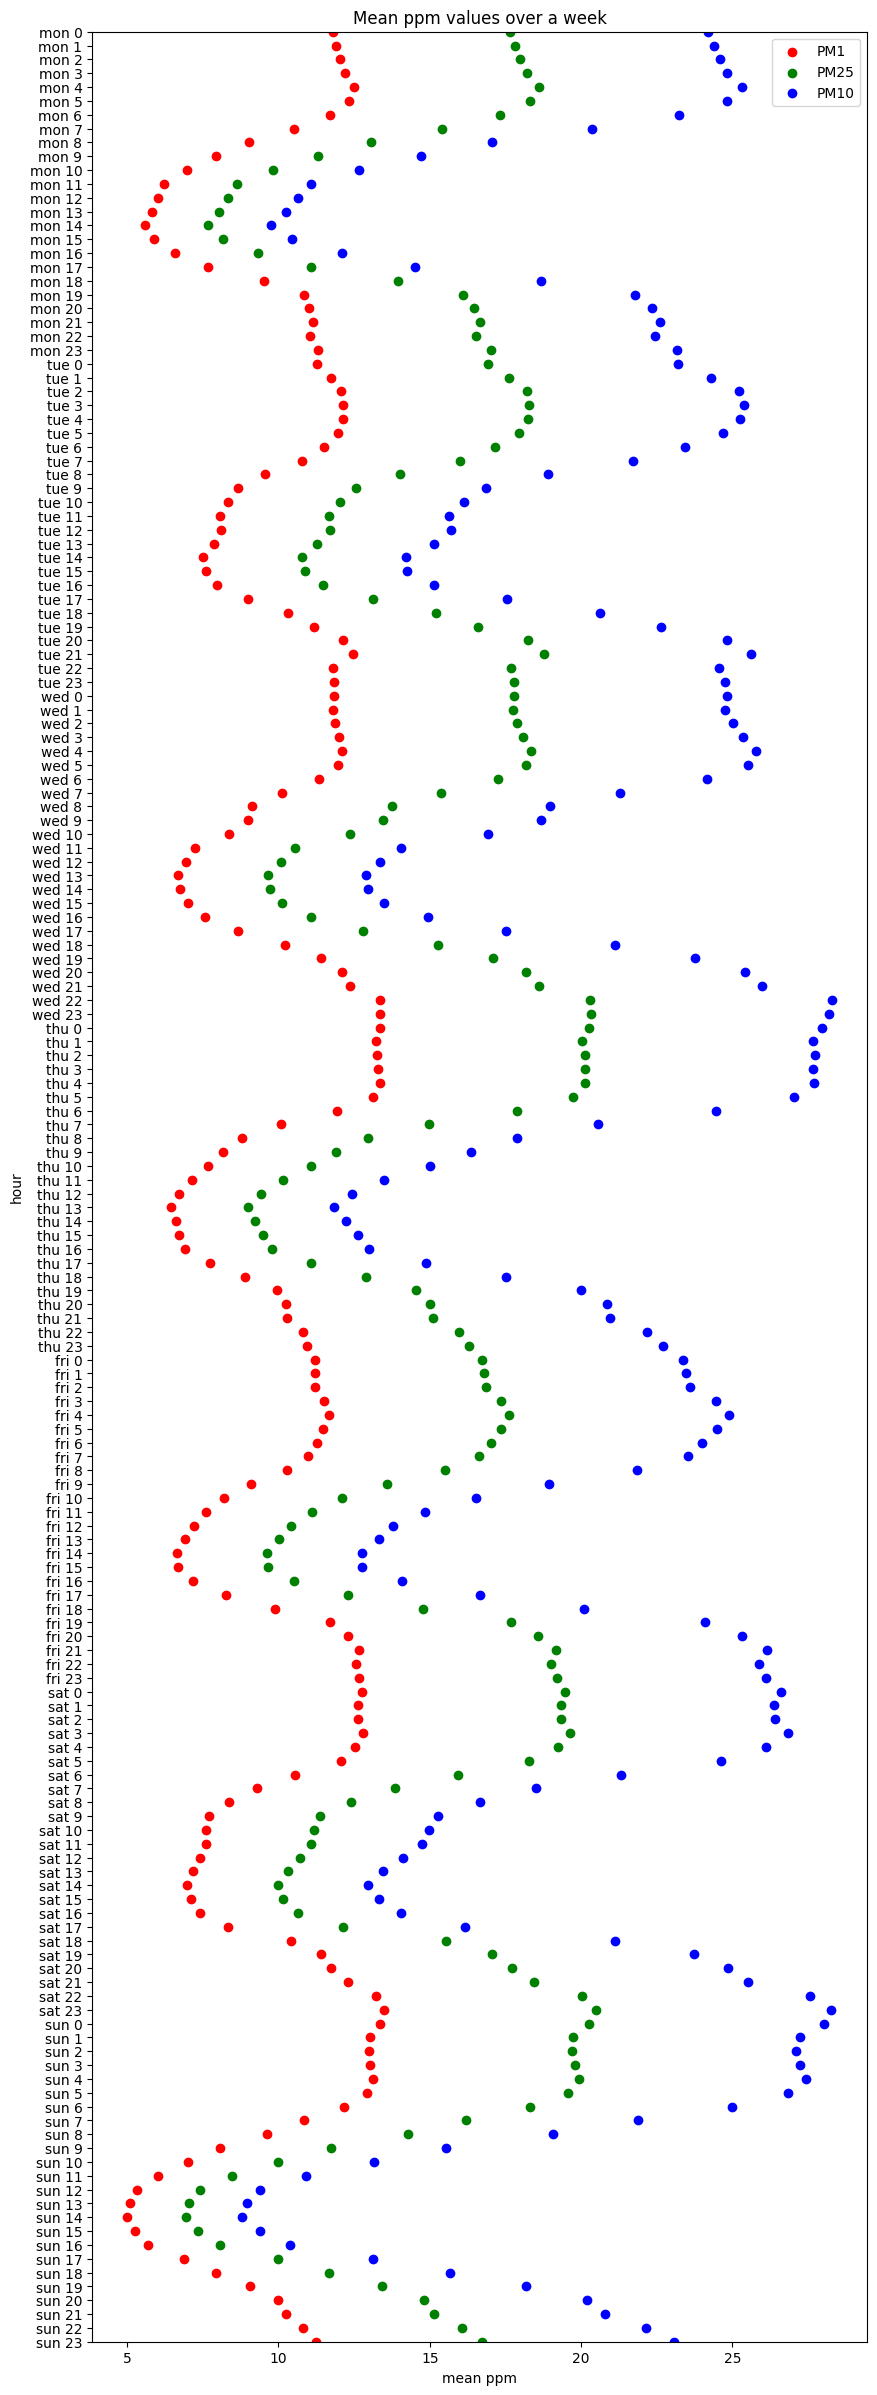 Mean ppm values over a week
PM1
PM25
PM10
mon 0
mon 1
mon 2
mon 3
mon 4
mon 5
mon 6
mon 7
mon 8
mon 9
mon 10
mon 11
mon 12
mon 13
mon 14
mon 15
mon 16
mon 17
mon 18
mon 19
mon 20
mon 21
mon 22
mon 23
tue 0
tue 1
tue 2
tue 3
tue 4
tue 5
tue 6
tue 7
tue 8
tue 9
tue 10
tue 11
tue 12
tue 13
tue 14
tue 15
tue 16
tue 17
tue 18
tue 19
tue 20
tue 21
tue 22
tue 23
wed 0
wed 1
wed 2
wed 3
wed 4
wed 5
wed 6
wed 7
wed 8
wed 9
wed 10
wed 11
wed 12
wed 13
wed 14
wed 15
wed 16
wed 17
wed 18
wed 19
wed 20
wed 21
wed 22
wed 23
thu 0
thu 1
thu 2
thu 3
thu 4
thu 5
thu 6
thu 7
thu 8
thu 9
thu 10
thu 11
thu 12
thu 13
thu 14
thu 15
thu 16
thu 17
thu 18
thu 19
thu 20
thu 21
thu 22
thu 23
fri 0
fri 1
fri 2
fri 3
fri 4
fri 5
fri 6
fri 7
fri 8
fri 9
fri 10
fri 11
fri 12
fri 13
fri 14
fri 15
fri 16
fri 17
fri 18
fri 19
fri 20
fri 21
fri 22
fri 23
sat 0
sat 1
sat 2
sat 3
sat 4
sat 5
sat 6
sat 7
sat 8
sat 9
sat 10
sat 11
sat 12
sat 13
sat 14
sat 15
sat 16
sat 17
sat 18
sat 19
sat 20
sat 21
sat 22
sat 23
sun 0
sun 1
sun 2
sun 3
sun 4
sun 5
sun 6
sun 7
sun 8
sun 9
sun 10
sun 11
sun 12
sun 13
sun 14
sun 15
sun 16
sun 17
sun 18
sun 19
sun 20
sun 21
sun 22
sun 23
hour
5 10 15 20 25
mean ppm